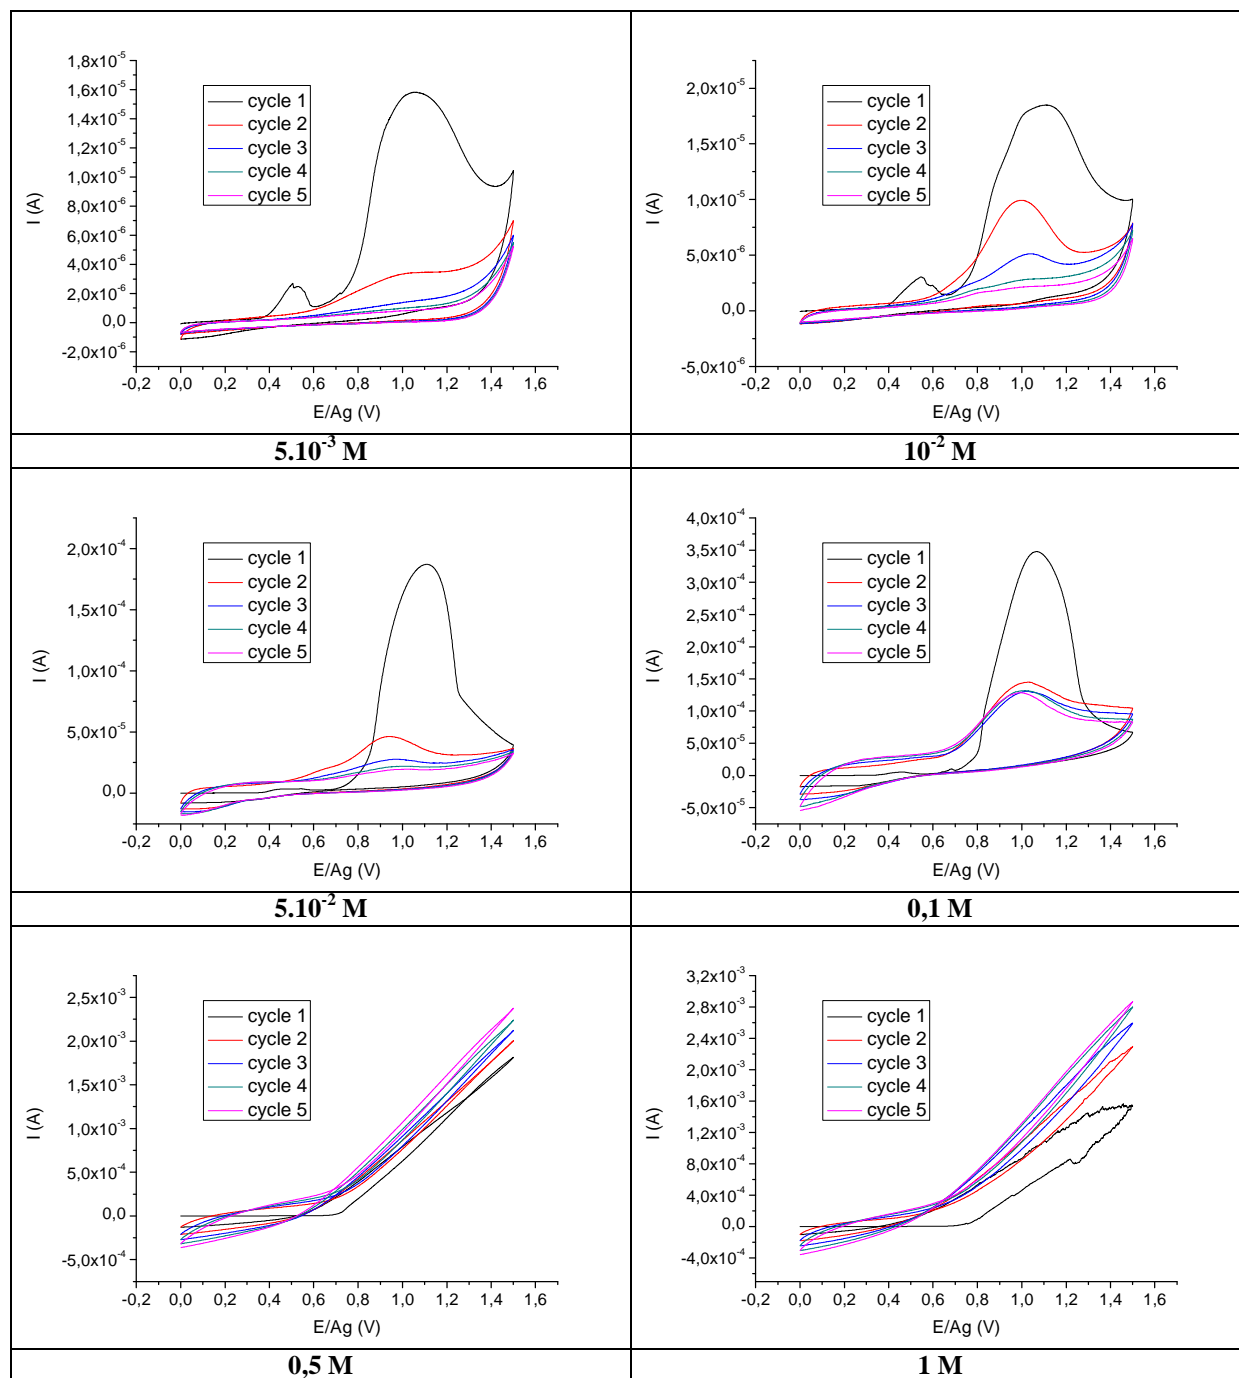 1,8x10⁻⁵
1,6x10⁻⁵
1,4x10⁻⁵
1,2x10⁻⁵
1,0x10⁻⁵
8,0x10⁻⁶
6,0x10⁻⁶
4,0x10⁻⁶
2,0x10⁻⁶
0,0
-2,0x10⁻⁶
I (A)
cycle 1
cycle 2
cycle 3
cycle 4
cycle 5
-0,2 0,0 0,2 0,4 0,6 0,8 1,0 1,2 1,4 1,6
E/Ag (V)
5.10⁻³ M
2,0x10⁻⁵
1,5x10⁻⁵
1,0x10⁻⁵
5,0x10⁻⁶
0,0
-5,0x10⁻⁶
I (A)
cycle 1
cycle 2
cycle 3
cycle 4
cycle 5
-0,2 0,0 0,2 0,4 0,6 0,8 1,0 1,2 1,4 1,6
E/Ag (V)
10⁻² M
2,0x10⁻⁴
1,5x10⁻⁴
1,0x10⁻⁴
5,0x10⁻⁵
0,0
I (A)
cycle 1
cycle 2
cycle 3
cycle 4
cycle 5
-0,2 0,0 0,2 0,4 0,6 0,8 1,0 1,2 1,4 1,6
E/Ag (V)
5.10⁻² M
4,0x10⁻⁴
3,5x10⁻⁴
3,0x10⁻⁴
2,5x10⁻⁴
2,0x10⁻⁴
1,5x10⁻⁴
1,0x10⁻⁴
5,0x10⁻⁵
0,0
-5,0x10⁻⁵
I (A)
cycle 1
cycle 2
cycle 3
cycle 4
cycle 5
-0,2 0,0 0,2 0,4 0,6 0,8 1,0 1,2 1,4 1,6
E/Ag (V)
0,1 M
2,5x10⁻³
2,0x10⁻³
1,5x10⁻³
1,0x10⁻³
5,0x10⁻⁴
0,0
-5,0x10⁻⁴
I (A)
cycle 1
cycle 2
cycle 3
cycle 4
cycle 5
-0,2 0,0 0,2 0,4 0,6 0,8 1,0 1,2 1,4 1,6
E/Ag (V)
0,5 M
3,2x10⁻³
2,8x10⁻³
2,4x10⁻³
2,0x10⁻³
1,6x10⁻³
1,2x10⁻³
8,0x10⁻⁴
4,0x10⁻⁴
0,0
-4,0x10⁻⁴
I (A)
cycle 1
cycle 2
cycle 3
cycle 4
cycle 5
-0,2 0,0 0,2 0,4 0,6 0,8 1,0 1,2 1,4 1,6
E/Ag (V)
1 M